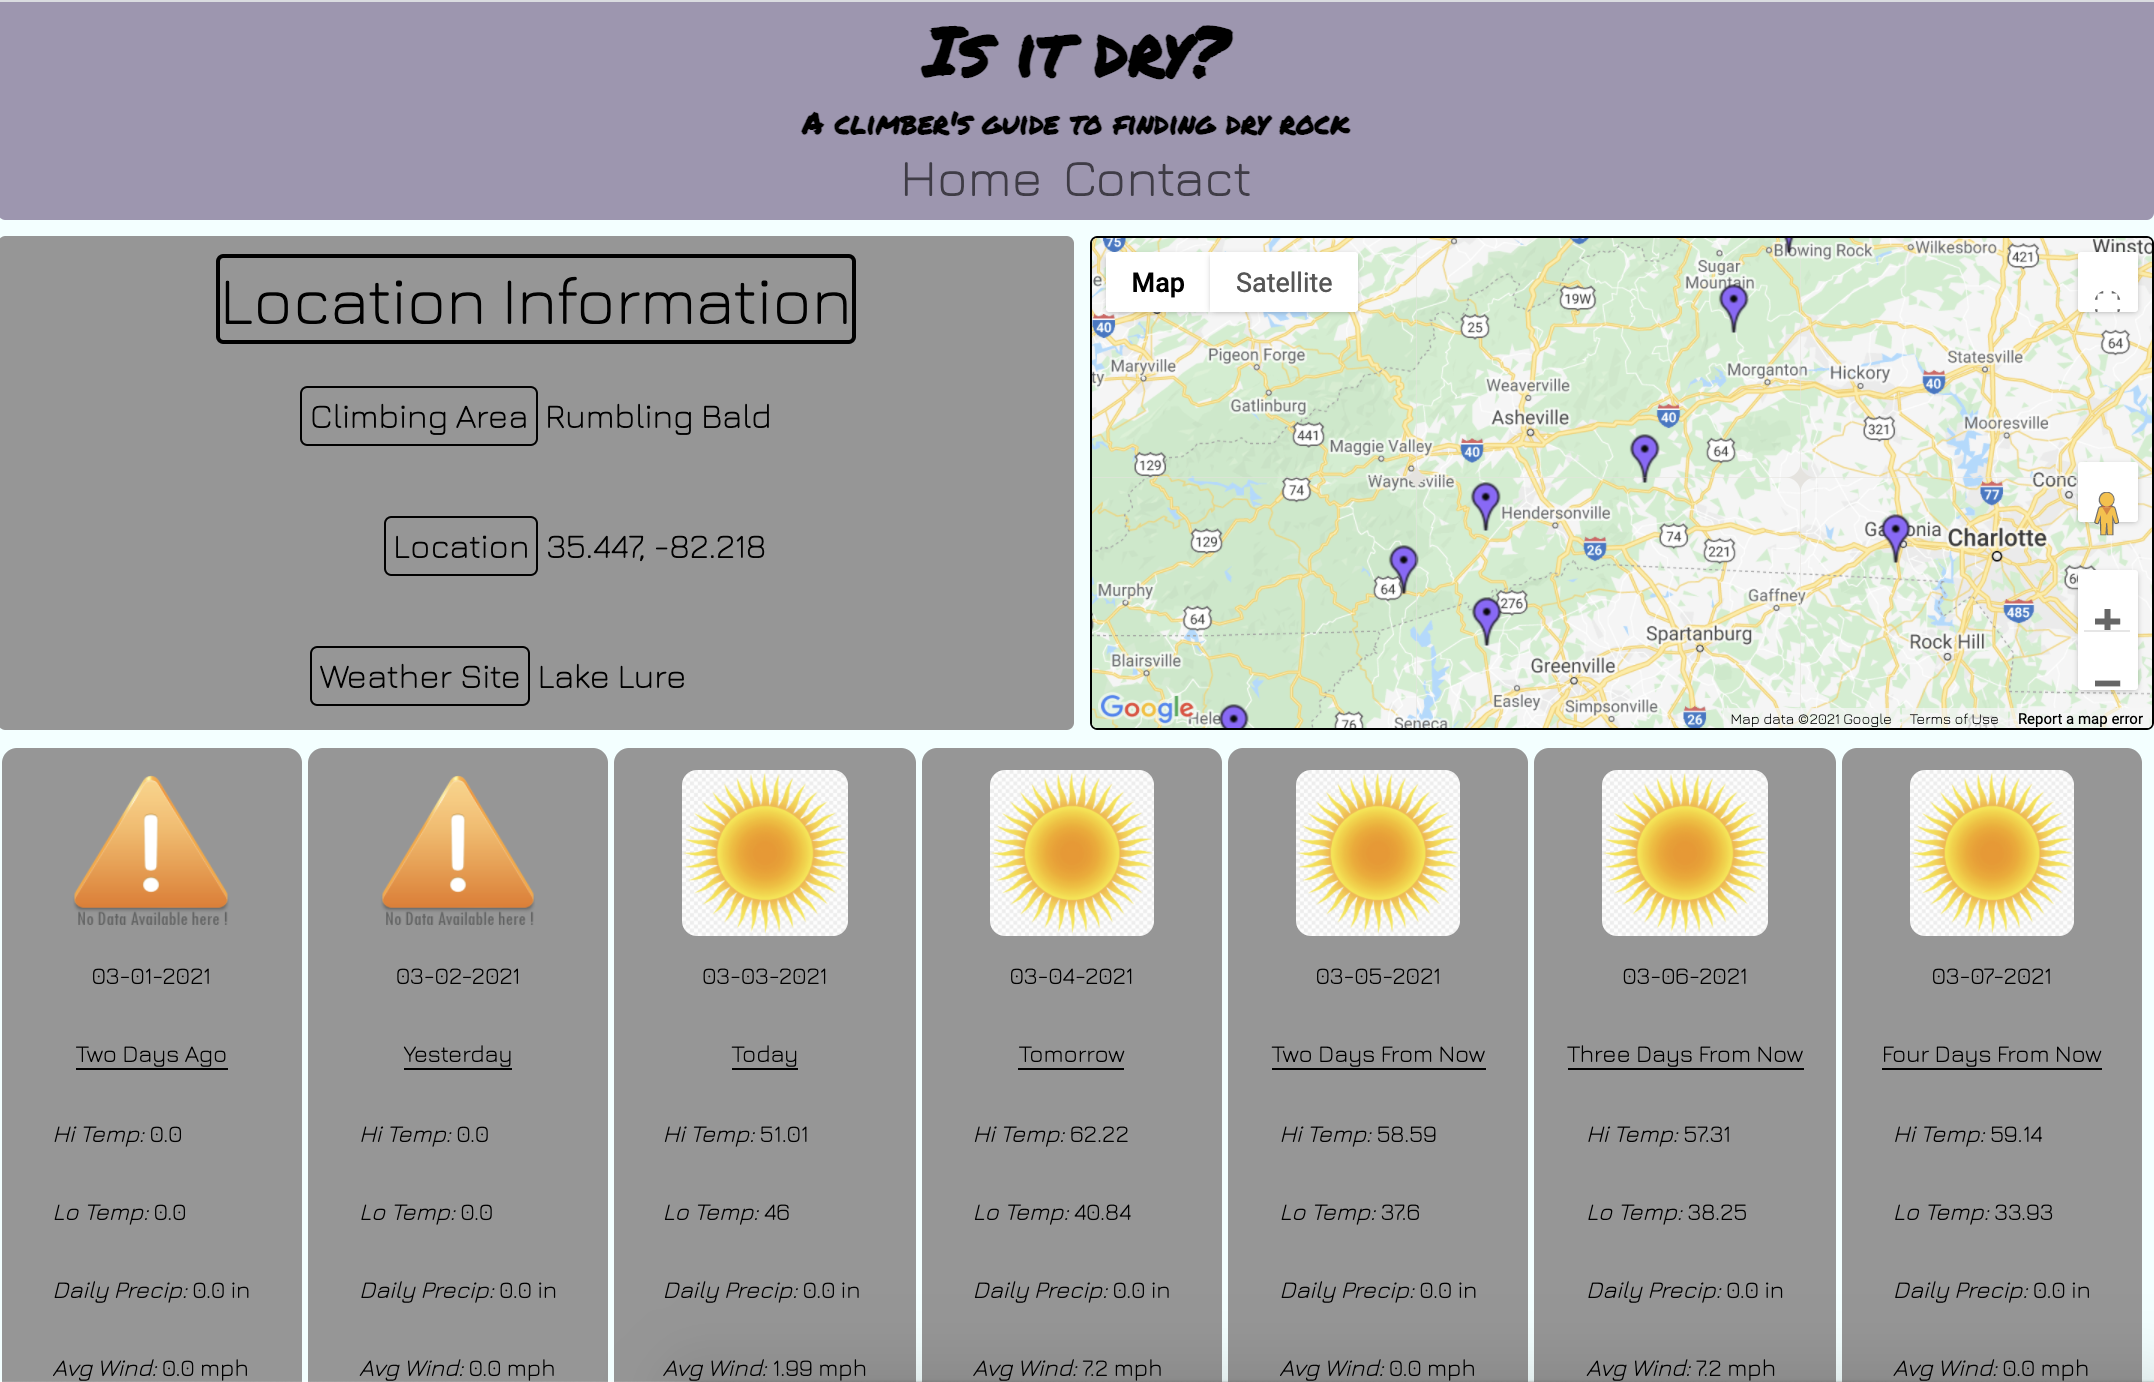 Is it dry?
A climber's guide to finding dry rock
Home Contact
Location Information
Climbing Area Rumbling Bald
Location 35.447, -82.218
Weather Site Lake Lure
Map Satellite
75
Blowing Rock
Wilkesboro
421
Winsto
Sugar
Mountain
19W
e
40
25
64
Maryville
Pigeon Forge
Statesville
ty
Weaverville
Morganton
Hickory
40
Gatlinburg
Asheville
40
321
Mooresville
441
Maggie Valley
40
64
129
Waynesville
74
Conc
77
Hendersonville
129
74
221
26
Gastonia
Charlotte
Murphy
64
276
Gaffney
60
485
64
Spartanburg
Rock Hill
Blairsville
Greenville
Easley
Simpsonville
Google
Hele
76
Seneca
26
Map data ©2021 Google Terms of Use Report a map error
No Data Available here !
No Data Available here !
03-01-2021
Two Days Ago
Hi Temp: 0.0
Lo Temp: 0.0
Daily Precip: 0.0 in
Avg Wind: 0.0 mph
03-02-2021
Yesterday
Hi Temp: 0.0
Lo Temp: 0.0
Daily Precip: 0.0 in
Avg Wind: 0.0 mph
03-03-2021
Today
Hi Temp: 51.01
Lo Temp: 46
Daily Precip: 0.0 in
Avg Wind: 1.99 mph
03-04-2021
Tomorrow
Hi Temp: 62.22
Lo Temp: 40.84
Daily Precip: 0.0 in
Avg Wind: 7.2 mph
03-05-2021
Two Days From Now
Hi Temp: 58.59
Lo Temp: 37.6
Daily Precip: 0.0 in
Avg Wind: 0.0 mph
03-06-2021
Three Days From Now
Hi Temp: 57.31
Lo Temp: 38.25
Daily Precip: 0.0 in
Avg Wind: 7.2 mph
03-07-2021
Four Days From Now
Hi Temp: 59.14
Lo Temp: 33.93
Daily Precip: 0.0 in
Avg Wind: 0.0 mph